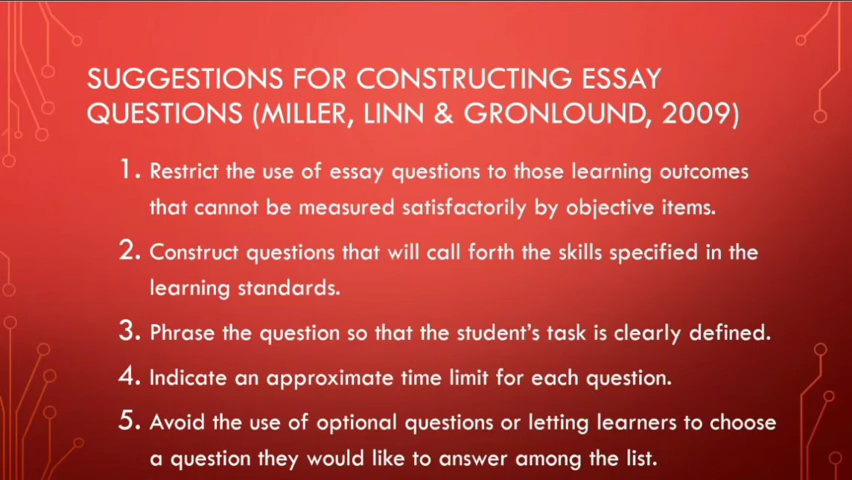 SUGGESTIONS FOR CONSTRUCTING ESSAY
QUESTIONS (MILLER, LINN & GRONLOUND, 2009)
1. Restrict the use of essay questions to those learning outcomes
that cannot be measured satisfactorily by objective items.
2. Construct questions that will call forth the skills specified in the
learning standards.
3. Phrase the question so that the student's task is clearly defined.
4. Indicate an approximate time limit for each question.
5. Avoid the use of optional questions or letting learners to choose
a question they would like to answer among the list.